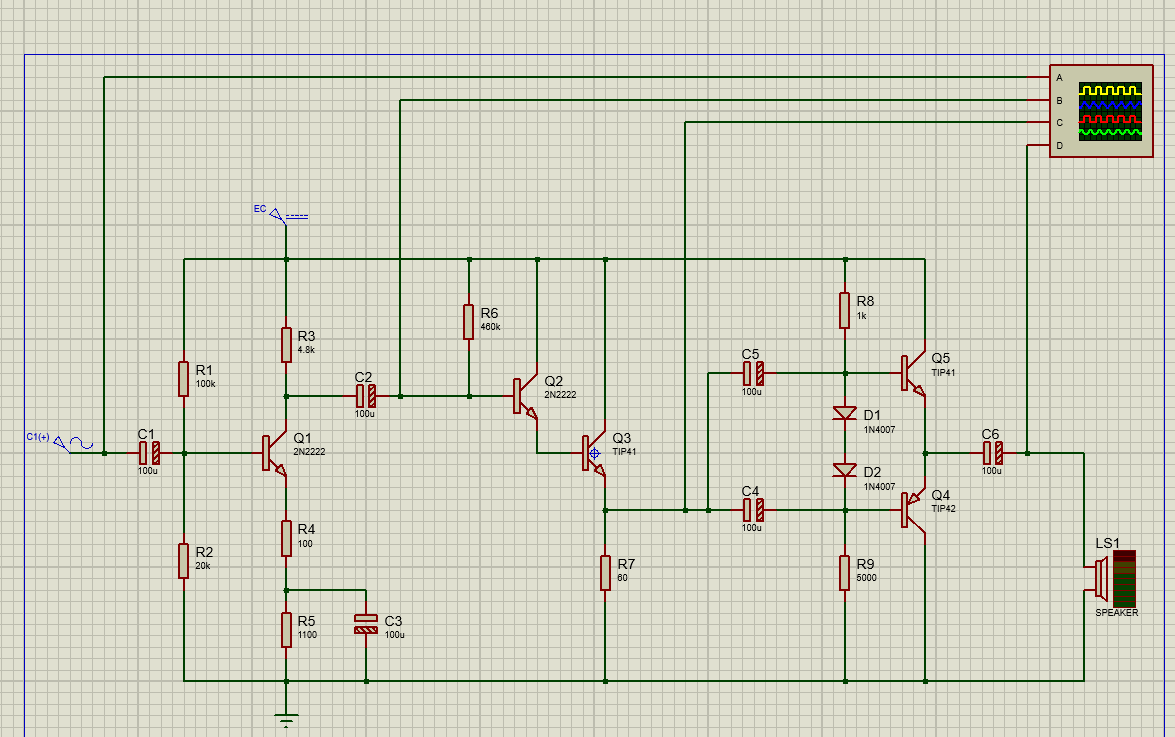 A
B
C
D
EC
R8
1k
R6
460k
R3
4.8k
C5
100u
Q5
TIP41
R1
100k
C2
100u
Q2
2N2222
D1
1N4007
C1(+)
C1
100u
Q1
2N2222
Q3
TIP41
C6
100u
D2
1N4007
C4
100u
Q4
TIP42
R4
100
R2
20k
R7
60
R9
5000
LS1
SPEAKER
R5
1100
C3
100u